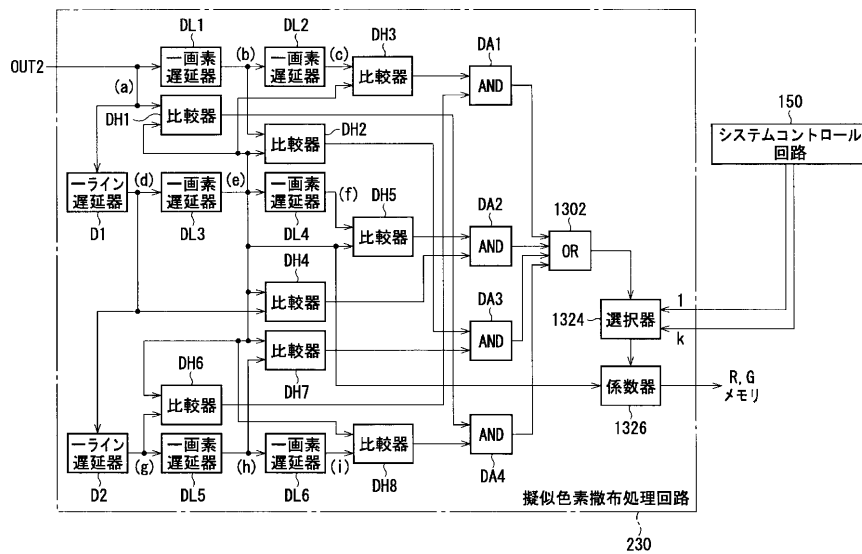 DL1
DL2
DH3
DA1
OUT2
(a)
一画素
遅延器
(b)
一画素
遅延器
(c)
比較器
AND
150
システムコントロール
回路
DH1
比較器
比較器
DH2
一ライン
遅延器
D1
(d)
一画素
遅延器
DL3
(e)
一画素
遅延器
DL4
(f)
DH5
比較器
DA2
AND
1302
OR
DH4
比較器
DA3
AND
1324
選択器
1
k
DH6
比較器
比較器
DH7
係数器
1326
R, G
メモリ
一ライン
遅延器
D2
(g)
一画素
遅延器
DL5
(h)
一画素
遅延器
DL6
(i)
比較器
DH8
AND
DA4
擬似色素撒布処理回路
230